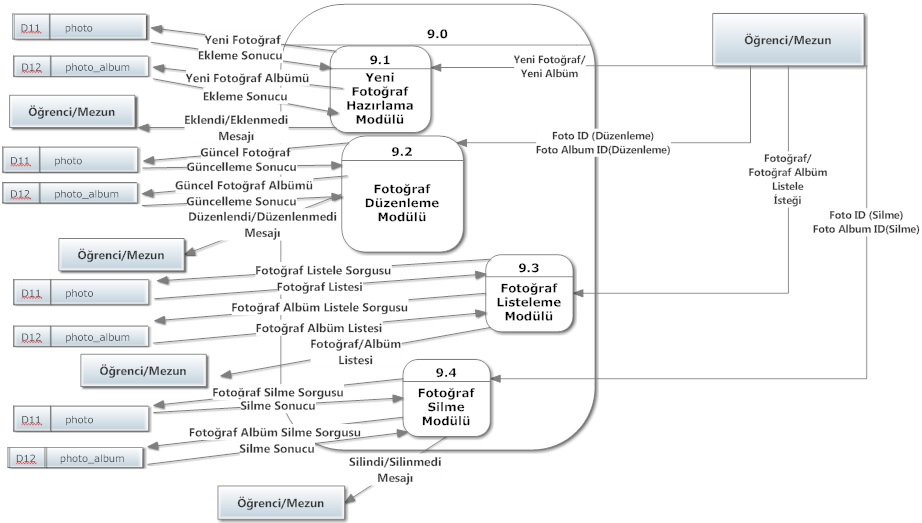 D11 photo
9.0
Öğrenci/Mezun
Yeni Fotoğraf
Ekleme Sonucu
9.1
Yeni
Fotoğraf
Hazırlama
Modülü
Yeni Fotoğraf/
Yeni Albüm
D12 photo_album
Yeni Fotoğraf Albümü
Ekleme Sonucu
Öğrenci/Mezun
Eklendi/Eklenmedi
Mesajı
Foto ID (Düzenleme)
Foto Album ID(Düzenleme)
D11 photo
Güncel Fotoğraf
Güncelleme Sonucu
9.2
Fotoğraf
Düzenleme
Modülü
Fotoğraf/
Fotoğraf Albüm
Listele
İsteği
D12 photo_album
Güncel Fotoğraf Albümü
Güncelleme Sonucu
Düzenlendi/Düzenlenmedi
Mesajı
Foto ID (Silme)
Foto Album ID(Silme)
Öğrenci/Mezun
Fotoğraf Listele Sorgusu
Fotoğraf Listesi
9.3
Fotoğraf
Listeleme
Modülü
D11 photo
Fotoğraf Albüm Listele Sorgusu
Fotoğraf Albüm Listesi
D12 photo_album
Fotoğraf/Albüm
Listesi
Öğrenci/Mezun
9.4
Fotoğraf
Silme
Modülü
Fotoğraf Silme Sorgusu
Silme Sonucu
D11 photo
Fotoğraf Albüm Silme Sorgusu
Silme Sonucu
D12 photo_album
Silindi/Silinmedi
Mesajı
Öğrenci/Mezun